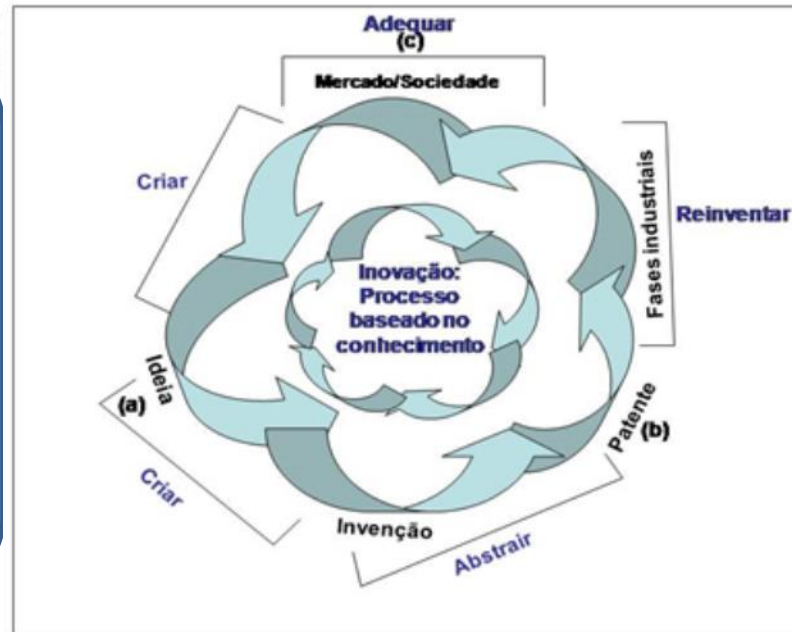 Adequar
(c)
Mercado/Sociedade
Criar
Fases industriais
Reinventar
Inovação:
Processo
baseado no
conhecimento
Ideia
(a)
Patente
(b)
Criar
Invenção
Abstrair